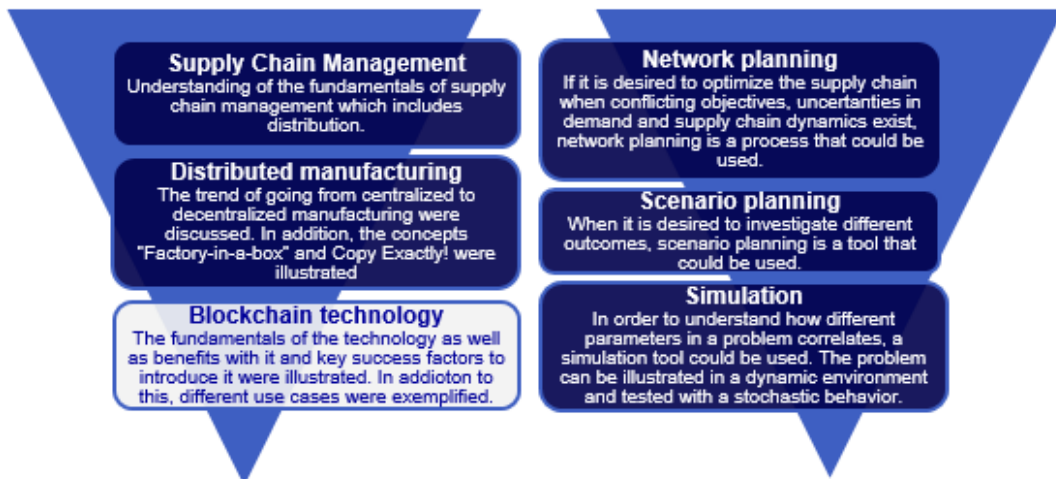 Supply Chain Management
Understanding of the fundamentals of supply
chain management which includes
distribution.
Distributed manufacturing
The trend of going from centralized to
decentralized manufacturing were
discussed. In addition, the concepts
"Factory-in-a-box" and Copy Exactly! were
illustrated
Blockchain technology
The fundamentals of the technology as well
as benefits with it and key success factors to
introduce it were illustrated. In addioton to
this, different use cases were exemplified.
Network planning
If it is desired to optimize the supply chain
when conflicting objectives, uncertanties in
demand and supply chain dynamics exist,
network planning is a process that could be
used.
Scenario planning
When it is desired to investigate different
outcomes, scenario planning is a tool that
could be used.
Simulation
In order to understand how different
parameters in a problem correlates, a
simulation tool could be used. The problem
can be illustrated in a dynamic environment
and tested with a stochastic behavior.